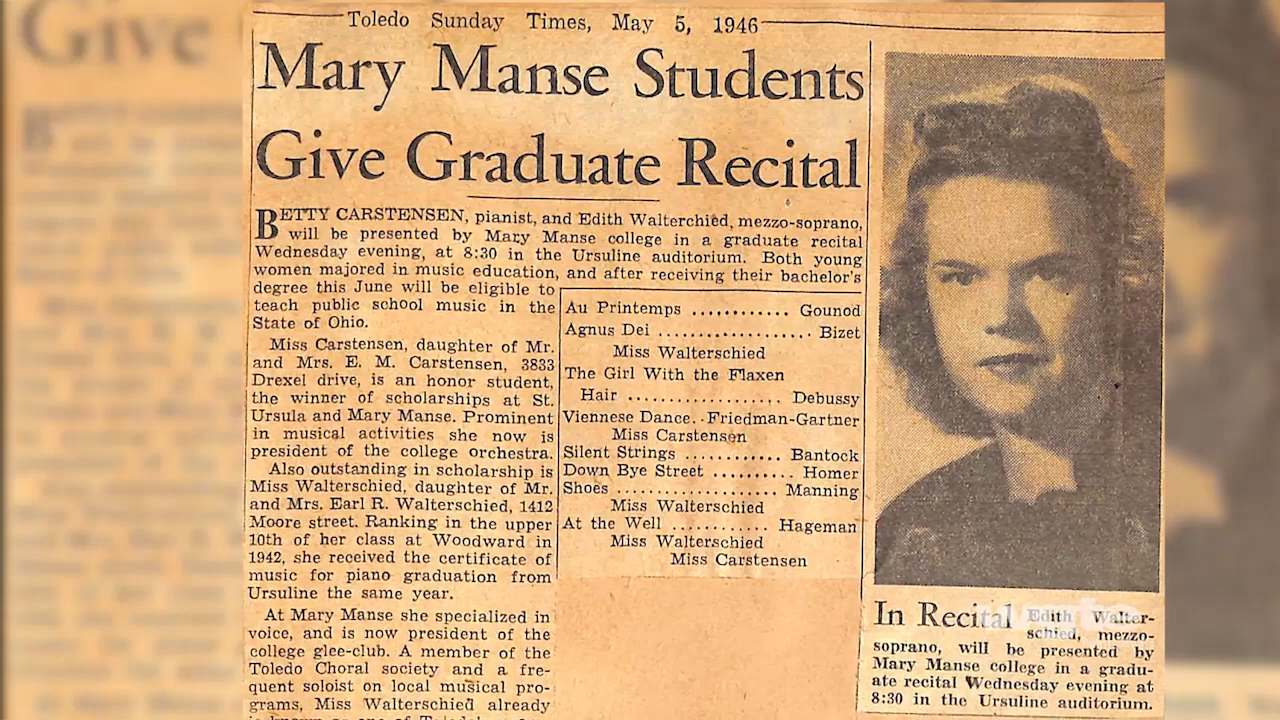 Toledo Sunday Times, May 5, 1946
Mary Manse Students
Give Graduate Recital
BETTY CARSTENSEN, pianist, and Edith Walterchied, mezzo-soprano,
will be presented by Mary Manse college in a graduate recital
Wednesday evening, at 8:30 in the Ursuline auditorium. Both young
women majored in music education, and after receiving their bachelor's
degree this June will be eligible to
teach public school music in the
State of Ohio.
Miss Carstensen, daughter of Mr.
and Mrs. E. M. Carstensen, 3833
Drexel drive, is an honor student,
the winner of scholarships at St.
Ursula and Mary Manse. Prominent
in musical activities she now is
president of the college orchestra.
Also outstanding in scholarship is
Miss Walterschied, daughter of Mr.
and Mrs. Earl R. Walterschied, 1412
Moore street. Ranking in the upper
10th of her class at Woodward in
1942, she received the certificate of
music for piano graduation from
Ursuline the same year.
At Mary Manse she specialized in
voice, and is now president of the
college glee-club. A member of the
Toledo Choral society and a fre-
quent soloist on local musical pro-
grams, Miss Walterschied already
Au Printemps ............ Gounod
Agnus Dei .................. Bizet
Miss Walterschied
The Girl With the Flaxen
Hair .................. Debussy
Viennese Dance.. Friedman-Gartner
Miss Carstensen
Silent Strings ............ Bantock
Down Bye Street .......... Homer
Shoes ................... Manning
Miss Walterschied
At the Well ............ Hageman
Miss Walterschied
Miss Carstensen
In Recital Edith Walter-
schied, mezzo-
soprano, will be presented by
Mary Manse college in a gradu-
ate recital Wednesday evening at
8:30 in the Ursuline auditorium.
Give